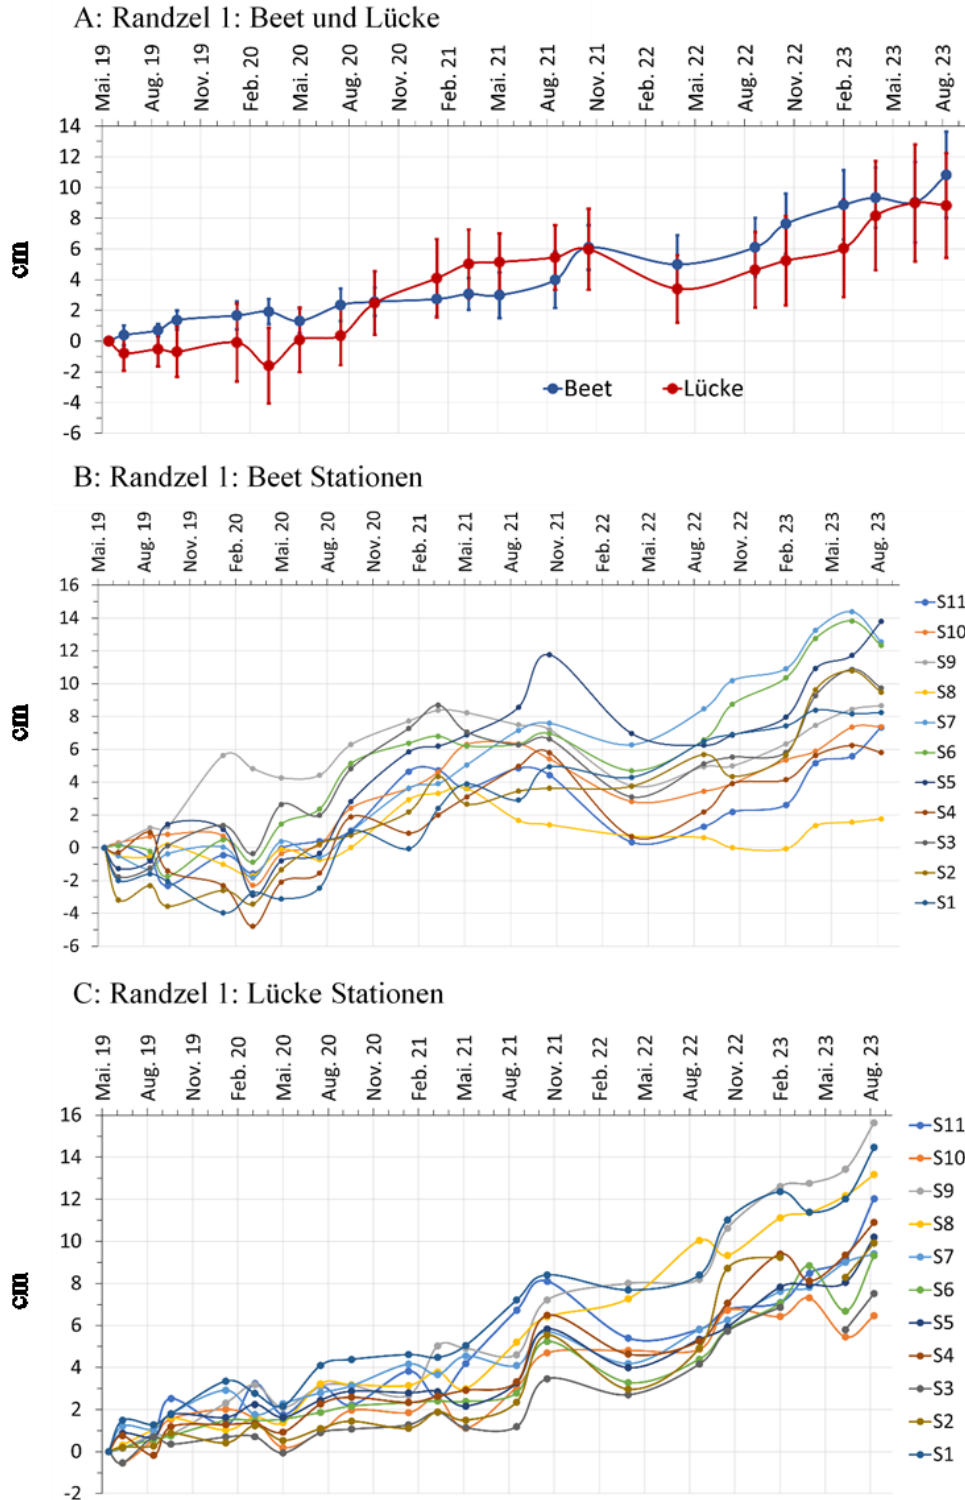 A: Randzel 1: Beet und Lücke
Mai. 19 Aug. 19 Nov. 19 Feb. 20 Mai. 20 Aug. 20 Nov. 20 Feb. 21 Mai. 21 Aug. 21 Nov. 21 Mai. 22 Aug. 22 Nov. 22 Feb. 23 Mai. 23 Aug. 23
14
12
10
8
6
4
2
0
-2
-4
-6
cm
Beet Lücke
B: Randzel 1: Beet Stationen
Mai. 19 Aug. 19 Nov. 19 Feb. 20 Mai. 20 Aug. 20 Nov. 20 Feb. 21 Mai. 21 Aug. 21 Nov. 21 Feb. 22 Mai. 22 Aug. 22 Nov. 22 Feb. 23 Mai. 23 Aug. 23
16
14
12
10
8
6
4
2
0
-2
-4
-6
cm
S11
S10
S9
S8
S7
S6
S5
S4
S3
S2
S1
C: Randzel 1: Lücke Stationen
Mai. 19 Aug. 19 Nov. 19 Feb. 20 Mai. 20 Aug. 20 Nov. 20 Feb. 21 Mai. 21 Aug. 21 Nov. 21 Feb. 22 Mai. 22 Aug. 22 Nov. 22 Feb. 23 Mai. 23 Aug. 23
16
14
12
10
8
6
4
2
0
-2
cm
S11
S10
S9
S8
S7
S6
S5
S4
S3
S2
S1